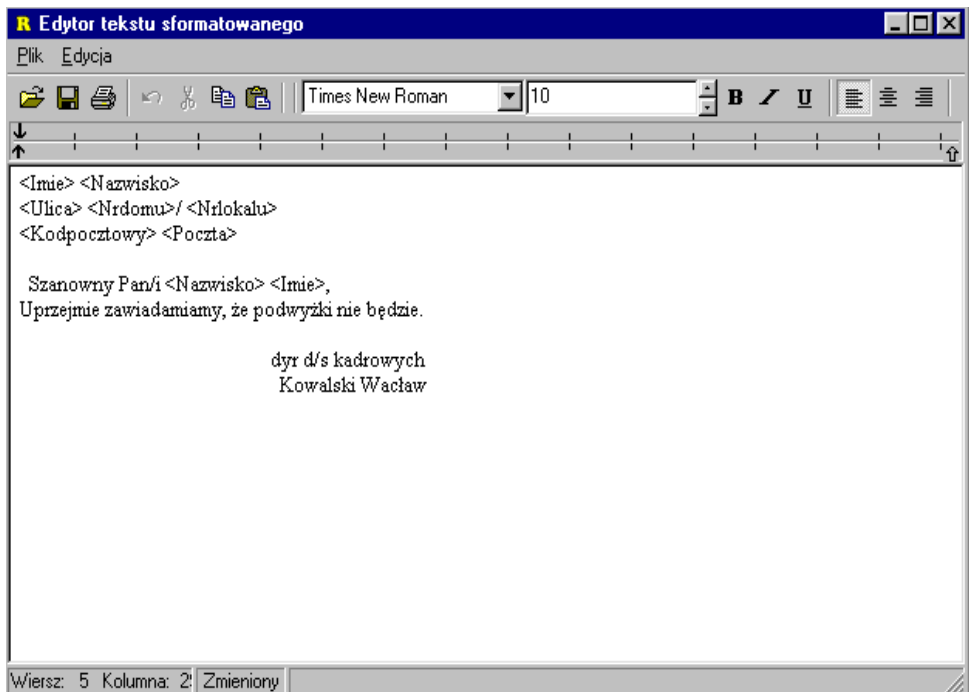 R Edytor tekstu sformatowanego
Plik Edycja
Times New Roman 10 B I U
<Imie> <Nazwisko>
<Ulica> <Nrdomu>/ <Nrlokalu>
<Kodpocztowy> <Poczta>
Szanowny Pan/i <Nazwisko> <Imie>,
Uprzejmie zawiadamiamy, że podwyżki nie będzie.
dyr d/s kadrowych
Kowalski Wacław
Wiersz: 5 Kolumna: 2 Zmieniony